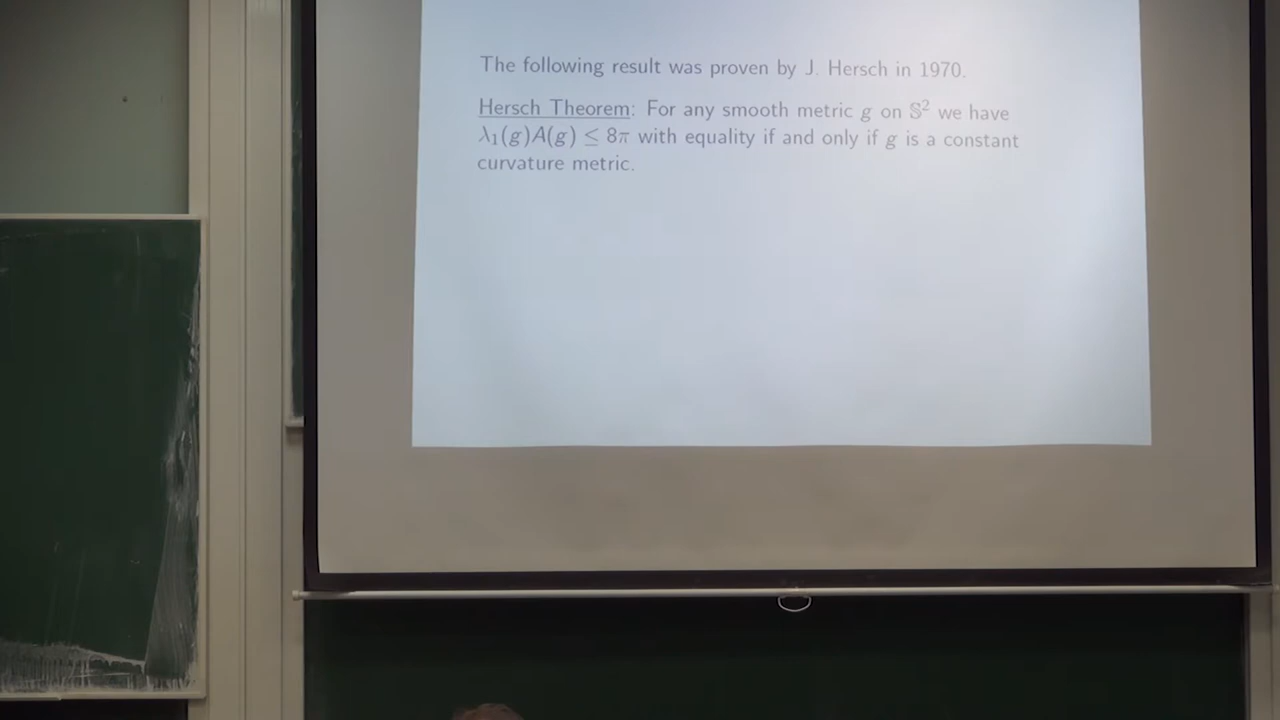 The following result was proven by J. Hersch in 1970.
Hersch Theorem: For any smooth metric g on 𝕊² we have
λ₁(g)A(g) ≤ 8π with equality if and only if g is a constant
curvature metric.